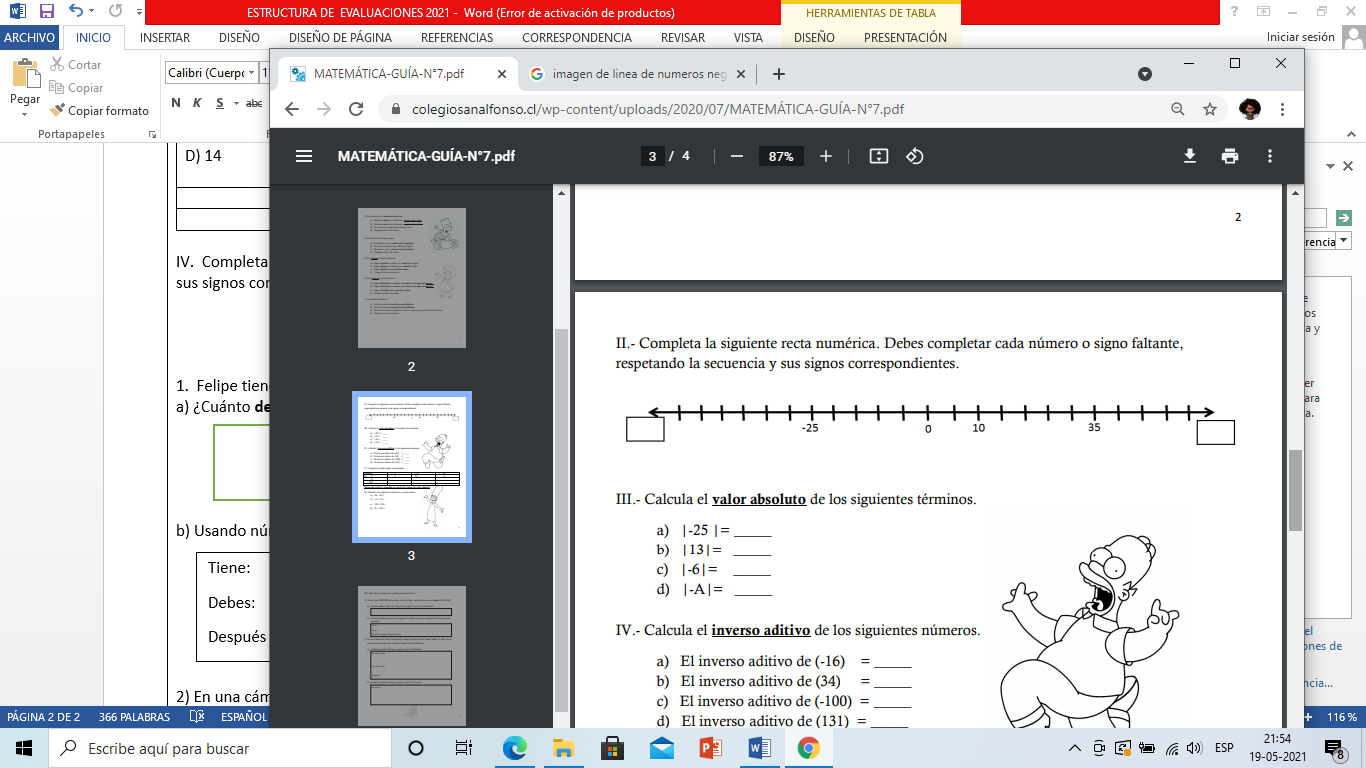 ESTRUCTURA DE EVALUACIONES 2021 - Word (Error de activación de productos)
HERRAMIENTAS DE TABLA
ARCHIVO INICIO INSERTAR DISEÑO DISEÑO DE PÁGINA REFERENCIAS CORRESPONDENCIA REVISAR VISTA DISEÑO PRESENTACIÓN Iniciar sesión
Cortar
Copiar
Copiar formato
Pegar
Portapapeles
Calibri (Cuerpo
N K S abc
MATEMÁTICA-GUÍA-N°7.pdf
imagen de linea de numeros neg
colegiosanalfonso.cl/wp-content/uploads/2020/07/MATEMÁTICA-GUÍA-N°7.pdf
MATEMÁTICA-GUÍA-N°7.pdf 3 / 4 87%
D) 14
IV. Completa
sus signos cor
1. Felipe tien
a) ¿Cuánto de
b) Usando nú
Tiene:
Debes:
Después
2) En una cám
2
3
2
II.- Completa la siguiente recta numérica. Debes completar cada número o signo faltante,
respetando la secuencia y sus signos correspondientes.
-25 0 10 35
III.- Calcula el valor absoluto de los siguientes términos.
a) |-25 |= _____
b) |13|= _____
c) |-6|= _____
d) |-A|= _____
IV.- Calcula el inverso aditivo de los siguientes números.
a) El inverso aditivo de (-16) = _____
b) El inverso aditivo de (34) = _____
c) El inverso aditivo de (-100) = _____
d) El inverso aditivo de (131) = _____
PÁGINA 2 DE 2 366 PALABRAS ESPAÑOL
116 %
Escribe aquí para buscar
ESP
21:54
19-05-2021
8